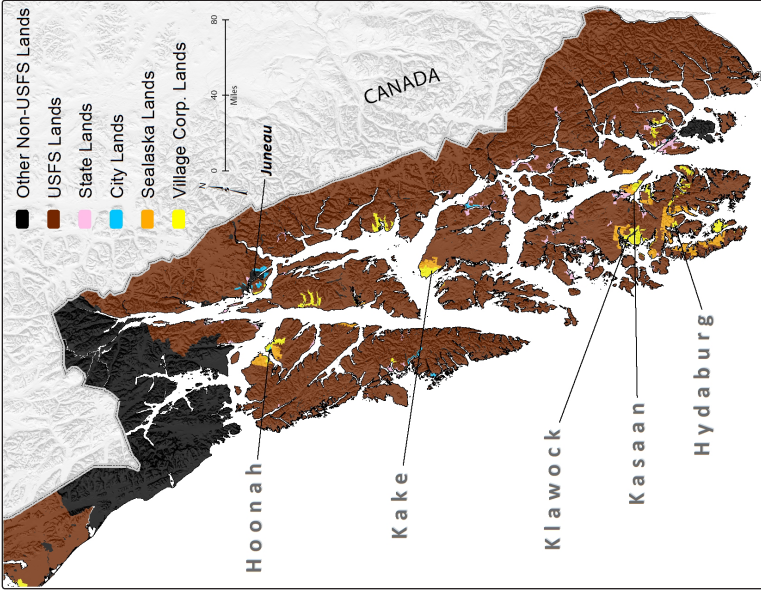 Other Non-USFS Lands
USFS Lands
State Lands
City Lands
Sealaska Lands
Village Corp. Lands
0 40 80
Miles
N
CANADA
Juneau
Hoonah
Kake
Klawock
Kasaan
Hydaburg